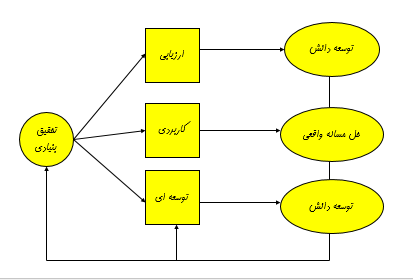 ارزیابی
توسعه دانش
تحقیق
بنیادی
کاربردی
حل مساله واقعی
توسعه ای
توسعه دانش